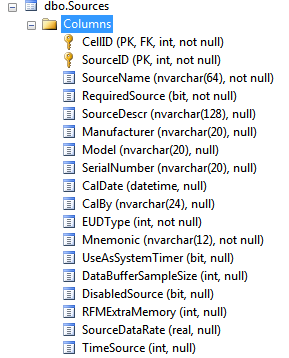 dbo.Sources
Columns
CellID (PK, FK, int, not null)
SourceID (PK, int, not null)
SourceName (nvarchar(64), not null)
RequiredSource (bit, not null)
SourceDescr (nvarchar(128), null)
Manufacturer (nvarchar(20), null)
Model (nvarchar(20), null)
SerialNumber (nvarchar(20), null)
CalDate (datetime, null)
CalBy (nvarchar(24), null)
EUDType (int, not null)
Mnemonic (nvarchar(12), not null)
UseAsSystemTimer (bit, null)
DataBufferSampleSize (int, null)
DisabledSource (bit, null)
RFMExtraMemory (int, null)
SourceDataRate (real, null)
TimeSource (int, null)